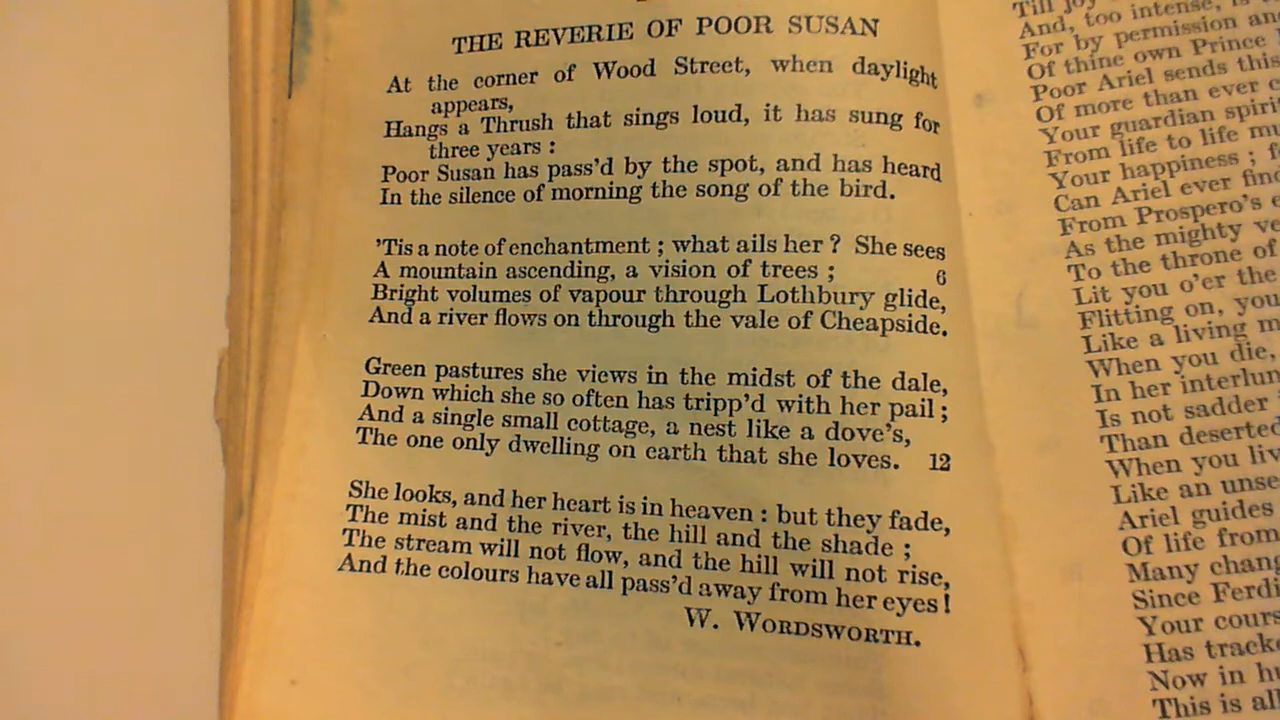 THE REVERIE OF POOR SUSAN
At the corner of Wood Street, when daylight
appears,
Hangs a Thrush that sings loud, it has sung for
three years :
Poor Susan has pass'd by the spot, and has heard
In the silence of morning the song of the bird.
'Tis a note of enchantment ; what ails her ? She sees
A mountain ascending, a vision of trees ; 6
Bright volumes of vapour through Lothbury glide,
And a river flows on through the vale of Cheapside.
Green pastures she views in the midst of the dale,
Down which she so often has tripp'd with her pail ;
And a single small cottage, a nest like a dove's,
The one only dwelling on earth that she loves. 12
She looks, and her heart is in heaven : but they fade,
The mist and the river, the hill and the shade ;
The stream will not flow, and the hill will not rise,
And the colours have all pass'd away from her eyes !
W. WORDSWORTH.
Till joy
And, too intense, is
For by permission
Of thine own Prince
Poor Ariel sends this
Of more than ever
Your guardian
From life to life
Your happiness ;
Can Ariel ever
From Prospero's
As the mighty
To the throne of
Lit you o'er the
Flitting on, you
Like a living
When you die,
In her
Is not sadder
Than deserted
When you
Like an
Ariel guides
Of life from
Many
Since
Your
Has
Now in
This is